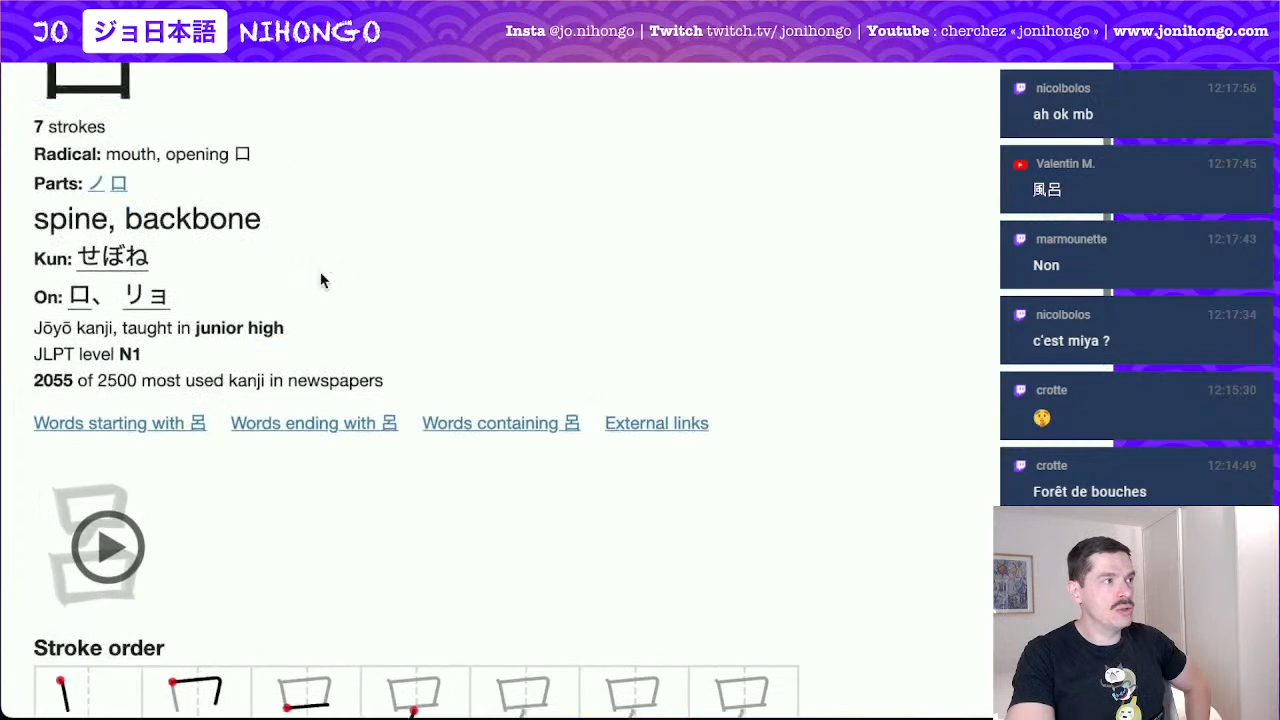 JO ジョ日本語 NIHONGO
Insta @jo.nihongo | Twitch twitch.tv/ jonihongo | Youtube : cherchez « jonihongo » | www.jonihongo.com
7 strokes
Radical: mouth, opening 口
Parts: ノ 口
spine, backbone
Kun: せぼね
On: ロ、 リョ
Jōyō kanji, taught in junior high
JLPT level N1
2055 of 2500 most used kanji in newspapers
Words starting with 呂 Words ending with 呂 Words containing 呂 External links
呂
Stroke order
nicolbolos 12:17:56
ah ok mb
Valentin M. 12:17:45
風呂
marmounette 12:17:43
Non
nicolbolos 12:17:34
c'est miya ?
crotte 12:15:30
🤫
crotte 12:14:49
Forêt de bouches